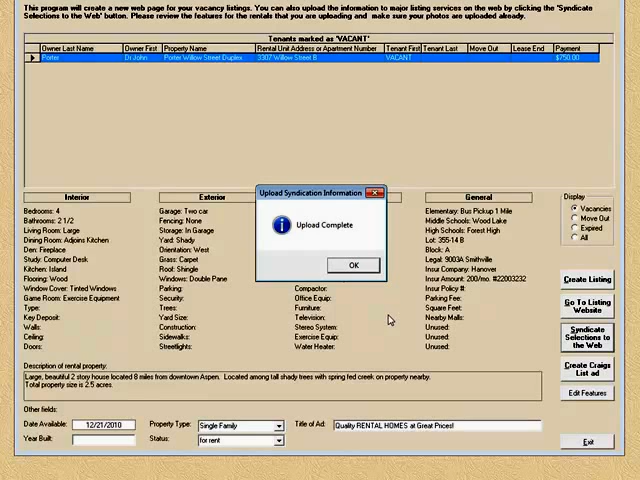 This program will create a new web page for your vacancy listings. You can also upload the information to major listing services on the web by clicking the 'Syndicate
Selections to the Web' button. Please review the features for the rentals that you are uploading and make sure your photos are uploaded already.
Tenants marked as 'VACANT'
Owner Last Name Owner First Property Name Rental Unit Address or Apartment Number Tenant First Tenant Last Move Out Lease End Payment
Porter Di John Porter Willow Street Duplex 3307 Willow Street B VACANT $750.00
Upload Syndication Information
Upload Complete
OK
Interior
Bedrooms: 4
Bathrooms: 2 1/2
Living Room: Large
Dining Room: Adjoins Kitchen
Den: Fireplace
Study: Computer Desk
Kitchen: Island
Flooring: Wood
Window Cover: Tinted Windows
Game Room: Exercise Equipment
Type:
Key Deposit:
Walls:
Ceiling:
Doors:
Exterior
Garage: Two car
Fencing: None
Storage: In Garage
Yard: Shady
Orientation: West
Grass: Carpet
Roof: Shingle
Windows: Double Pane
Parking:
Security:
Trees:
Yard Size:
Construction:
Sidewalks:
Streetlights:
Compactor:
Office Equip:
Furniture:
Television:
Stereo System:
Exercise Equip:
Water Heater:
General
Elementary: Bus Pickup 1 Mile
Middle Schools: Wood Lake
High Schools: Forest High
Lot: 355-14 B
Block: A
Legal: 9003A Smithville
Insur Company: Hanover
Insur Amount: 200/mo. #22003232
Insur Policy#:
Parking Fee:
Square Feet:
Nearby Malls:
Unused:
Unused:
Unused:
Display
Vacancies
Move Out
Expired
All
Create Listing
Go To Listing
Website
Syndicate
Selections to
the Web
Create Craigs
List ad
Edit Features
Exit
Description of rental property:
Large, beautiful 2 story house located 8 miles from downtown Aspen. Located among tall shady trees with spring fed creek on property nearby.
Total property size is 2.5 acres.
Other fields:
Date Available: 12/21/2010 Property Type: Single Family Title of Ad: Quality RENTAL HOMES at Great Prices!
Year Built: Status: for rent